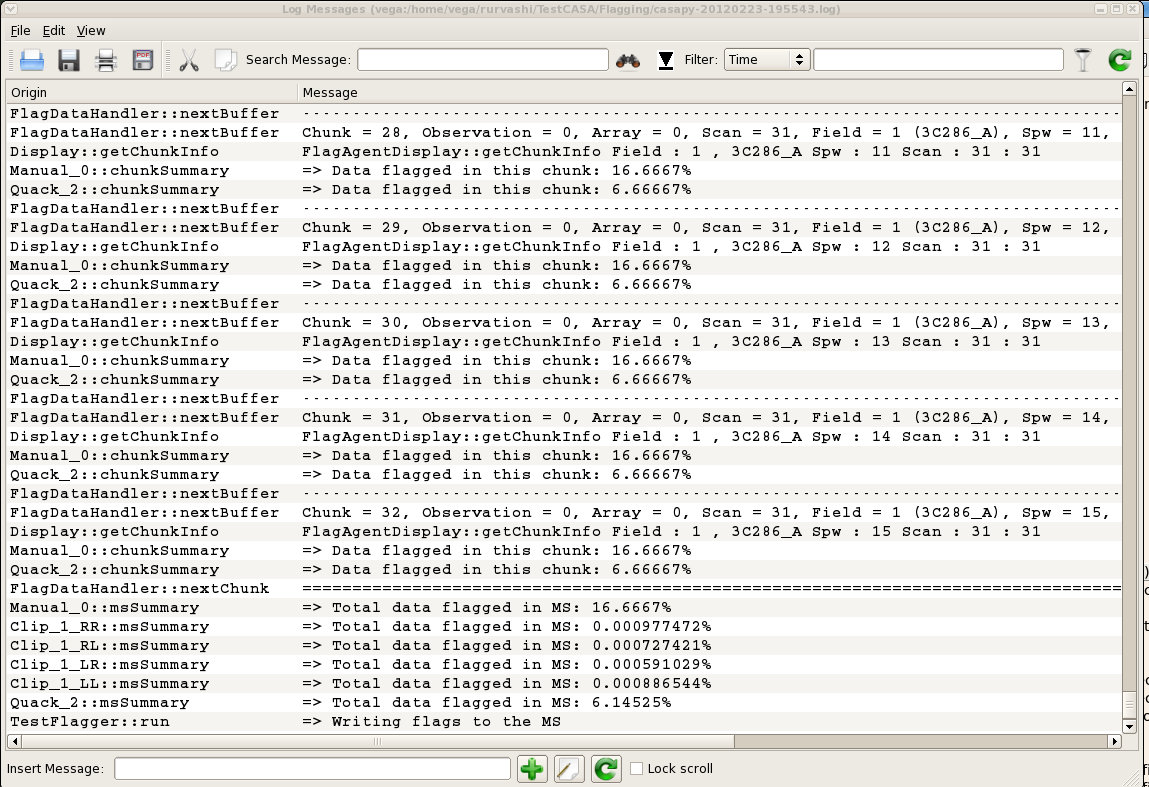 Log Messages (vega:/home/vega/rurvashi/TestCASA/Flagging/casapy-20120223-195543.log)
File Edit View
PDF Search Message: Filter: Time
Origin Message
FlagDataHandler::nextBuffer ------------------------------------------------------------------------------------
FlagDataHandler::nextBuffer Chunk = 28, Observation = 0, Array = 0, Scan = 31, Field = 1 (3C286_A), Spw = 11,
Display::getChunkInfo FlagAgentDisplay::getChunkInfo Field : 1 , 3C286_A Spw : 11 Scan : 31 : 31
Manual_0::chunkSummary => Data flagged in this chunk: 16.6667%
Quack_2::chunkSummary => Data flagged in this chunk: 6.66667%
FlagDataHandler::nextBuffer ------------------------------------------------------------------------------------
FlagDataHandler::nextBuffer Chunk = 29, Observation = 0, Array = 0, Scan = 31, Field = 1 (3C286_A), Spw = 12,
Display::getChunkInfo FlagAgentDisplay::getChunkInfo Field : 1 , 3C286_A Spw : 12 Scan : 31 : 31
Manual_0::chunkSummary => Data flagged in this chunk: 16.6667%
Quack_2::chunkSummary => Data flagged in this chunk: 6.66667%
FlagDataHandler::nextBuffer ------------------------------------------------------------------------------------
FlagDataHandler::nextBuffer Chunk = 30, Observation = 0, Array = 0, Scan = 31, Field = 1 (3C286_A), Spw = 13,
Display::getChunkInfo FlagAgentDisplay::getChunkInfo Field : 1 , 3C286_A Spw : 13 Scan : 31 : 31
Manual_0::chunkSummary => Data flagged in this chunk: 16.6667%
Quack_2::chunkSummary => Data flagged in this chunk: 6.66667%
FlagDataHandler::nextBuffer ------------------------------------------------------------------------------------
FlagDataHandler::nextBuffer Chunk = 31, Observation = 0, Array = 0, Scan = 31, Field = 1 (3C286_A), Spw = 14,
Display::getChunkInfo FlagAgentDisplay::getChunkInfo Field : 1 , 3C286_A Spw : 14 Scan : 31 : 31
Manual_0::chunkSummary => Data flagged in this chunk: 16.6667%
Quack_2::chunkSummary => Data flagged in this chunk: 6.66667%
FlagDataHandler::nextBuffer ------------------------------------------------------------------------------------
FlagDataHandler::nextBuffer Chunk = 32, Observation = 0, Array = 0, Scan = 31, Field = 1 (3C286_A), Spw = 15,
Display::getChunkInfo FlagAgentDisplay::getChunkInfo Field : 1 , 3C286_A Spw : 15 Scan : 31 : 31
Manual_0::chunkSummary => Data flagged in this chunk: 16.6667%
Quack_2::chunkSummary => Data flagged in this chunk: 6.66667%
FlagDataHandler::nextChunk ==================================================================================
Manual_0::msSummary => Total data flagged in MS: 16.6667%
Clip_1_RR::msSummary => Total data flagged in MS: 0.000977472%
Clip_1_RL::msSummary => Total data flagged in MS: 0.000727421%
Clip_1_LR::msSummary => Total data flagged in MS: 0.000591029%
Clip_1_LL::msSummary => Total data flagged in MS: 0.000886544%
Quack_2::msSummary => Total data flagged in MS: 6.14525%
TestFlagger::run => Writing flags to the MS
Insert Message: Lock scroll